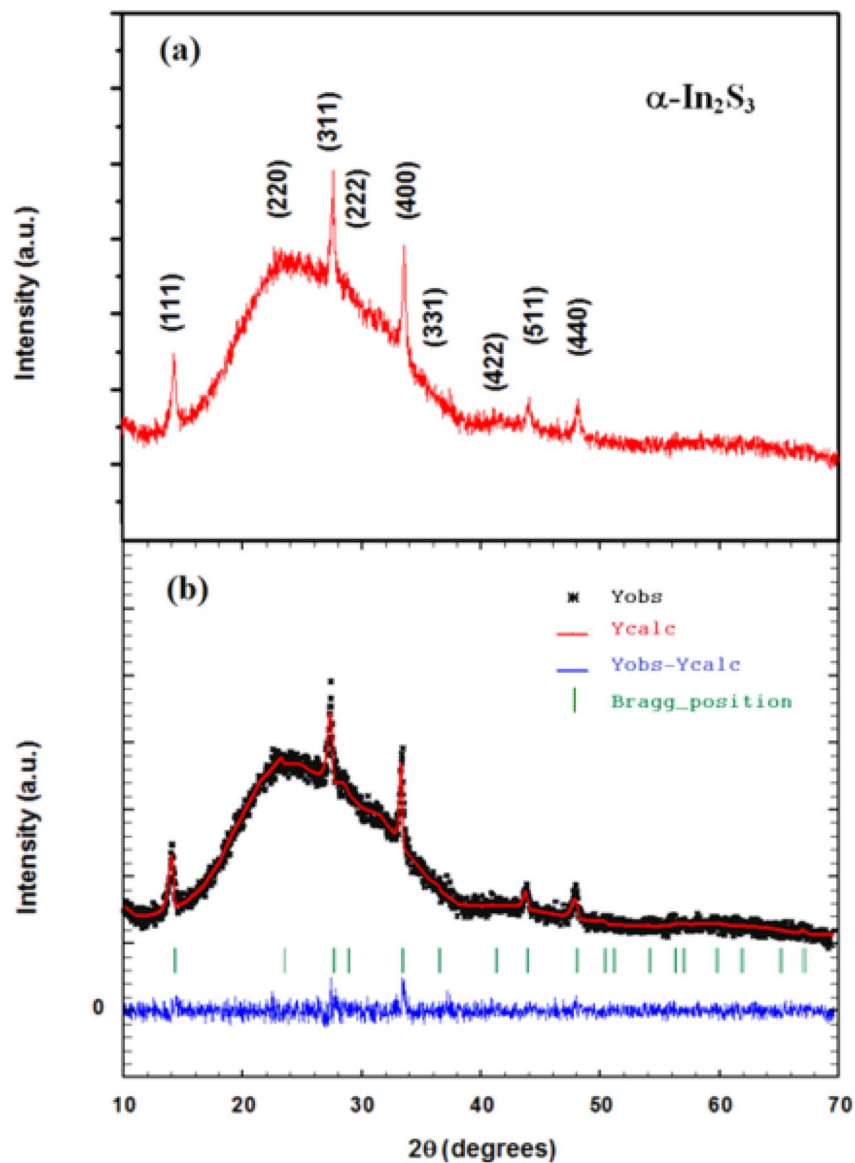 (a)
α-In₂S₃
(111)
(220)
(311)
(222)
(400)
(331)
(422)
(511)
(440)
Intensity (a.u.)
(b)
Yobs
Ycalc
Yobs-Ycalc
Bragg_position
Intensity (a.u.)
0
10 20 30 40 50 60 70
2θ (degrees)